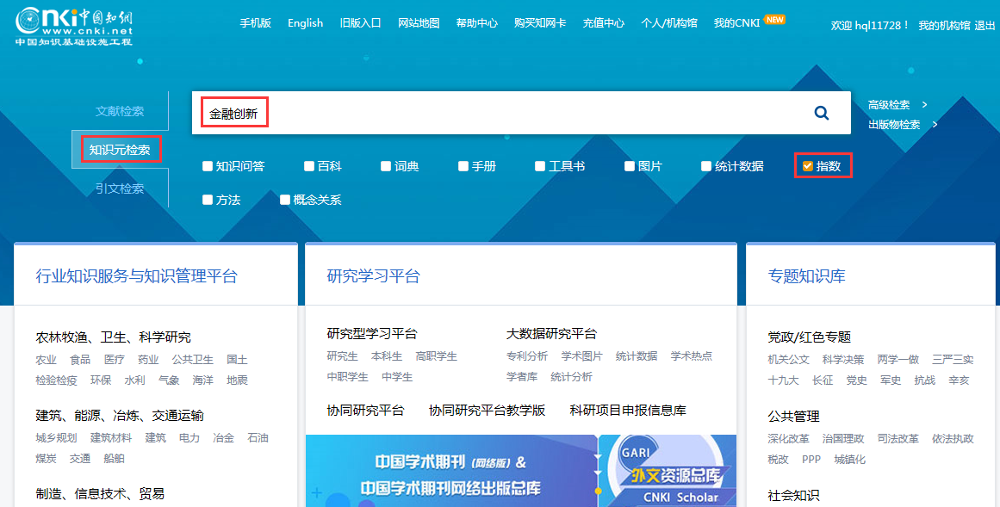 cnki中国知网
www.cnki.net
中国知识基础设施工程
手机版 English 旧版入口 网站地图 帮助中心 购买知网卡 充值中心 个人/机构馆 我的CNKI NEW
欢迎 hql11728！ 我的机构馆 退出
文献检索
知识元检索
引文检索
金融创新
高级检索 >
出版物检索 >
知识问答 百科 词典 手册 工具书 图片 统计数据 指数
方法 概念关系
行业知识服务与知识管理平台
农林牧渔、卫生、科学研究
农业 食品 医疗 药业 公共卫生 国土
检验检疫 环保 水利 气象 海洋 地震
建筑、能源、冶炼、交通运输
城乡规划 建筑材料 建筑 电力 冶金 石油
煤炭 交通 船舶
制造、信息技术、贸易
研究学习平台
研究型学习平台
研究生 本科生 高职学生
中职学生 中学生
大数据研究平台
专利分析 学术图片 统计数据 学术热点
学者库 统计分析
协同研究平台 协同研究平台教学版 科研项目申报信息库
中国学术期刊 (网络版) &
中国学术期刊网络出版总库
GARI
外文资源总库
CNKI Scholar
专题知识库
党政/红色专题
机关公文 科学决策 两学一做 三严三实
十九大 长征 党史 军史 抗战 辛亥
公共管理
深化改革 治国理政 司法改革 依法执政
税改 PPP 城镇化
社会知识